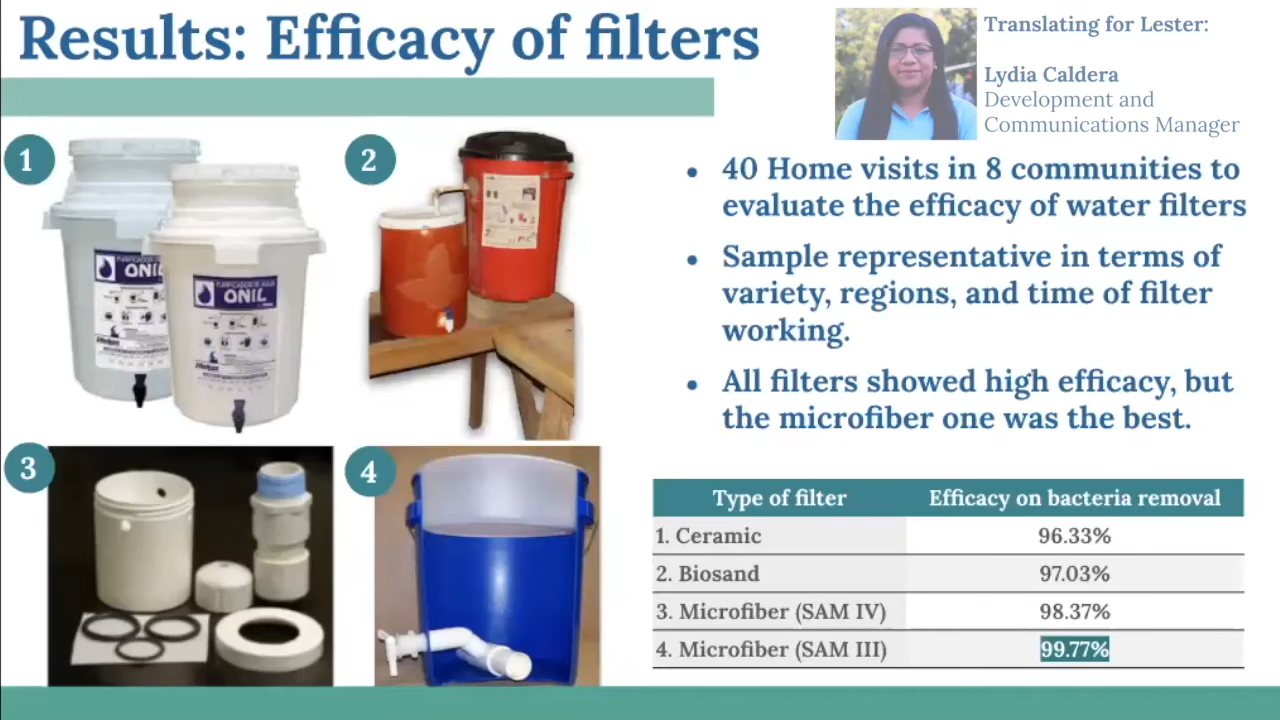 Results: Efficacy of filters
Translating for Lester:
Lydia Caldera
Development and
Communications Manager
1
2
ONIL
PURIFICADOR DE AGUA
ONIL
3
4
• 40 Home visits in 8 communities to
evaluate the efficacy of water filters
• Sample representative in terms of
variety, regions, and time of filter
working.
• All filters showed high efficacy, but
the microfiber one was the best.
Type of filter Efficacy on bacteria removal
1. Ceramic 96.33%
2. Biosand 97.03%
3. Microfiber (SAM IV) 98.37%
4. Microfiber (SAM III) 99.77%